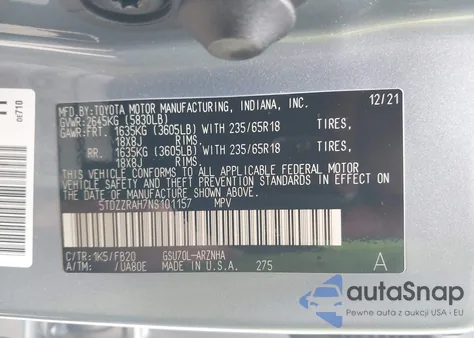 0E710
MFD.BY:TOYOTA MOTOR MANUFACTURING, INDIANA, INC. 12/21
GVWR:2645KG (5830LB)
GAWR:FRT. 1635KG (3605LB) WITH 235/65R18 TIRES,
18X8J RIMS.
RR. 1635KG (3605LB) WITH 235/65R18 TIRES,
18X8J RIMS.
THIS VEHICLE CONFORMS TO ALL APPLICABLE FEDERAL MOTOR
VEHICLE SAFETY STANDARDS IN EFFECT ON THE DATE OF
MANUFACTURE SHOWN ABOVE.
5TDZZRAH7NS101157 MPV
C/TR: 1K5/FB20 GSU70L-ARZNHA
A/TM: /UA80E MADE IN U.S.A. 275 A
autaSnap
Pewne auta z aukcji USA i EU